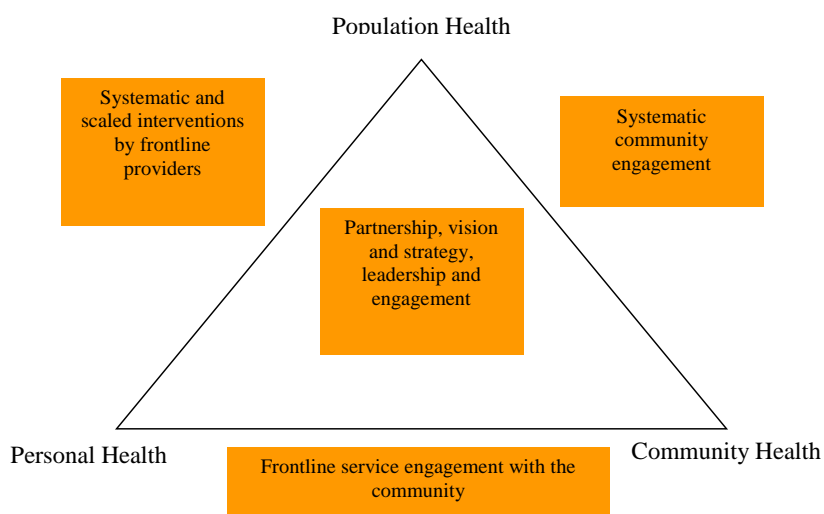 Population Health
Systematic and
scaled interventions
by frontline
providers
Systematic
community
engagement
Partnership, vision
and strategy,
leadership and
engagement
Personal Health
Community Health
Frontline service engagement with the
community